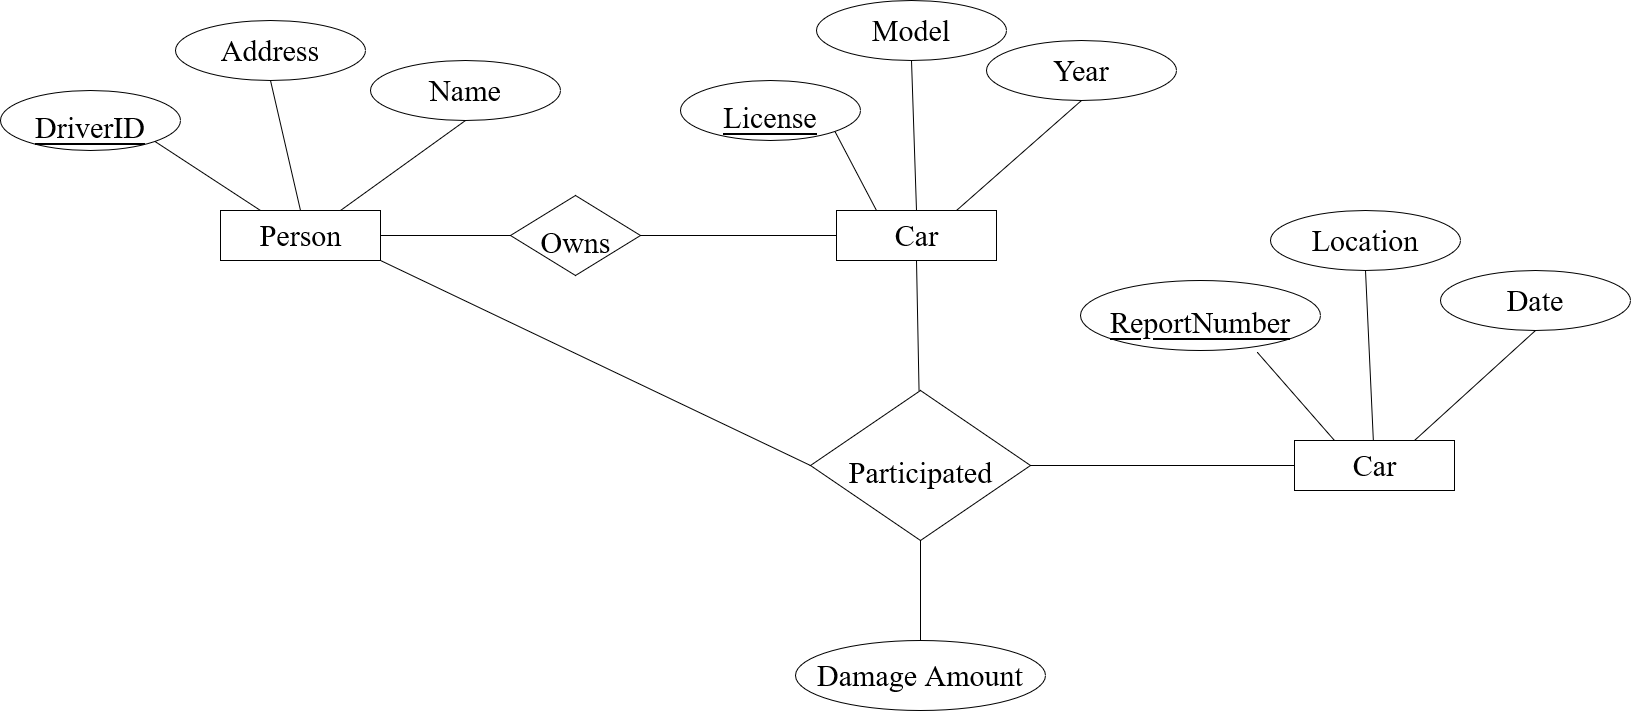 Model
Address
Year
Name
License
DriverID
Person
Owns
Car
Location
Date
ReportNumber
Participated
Car
Damage Amount